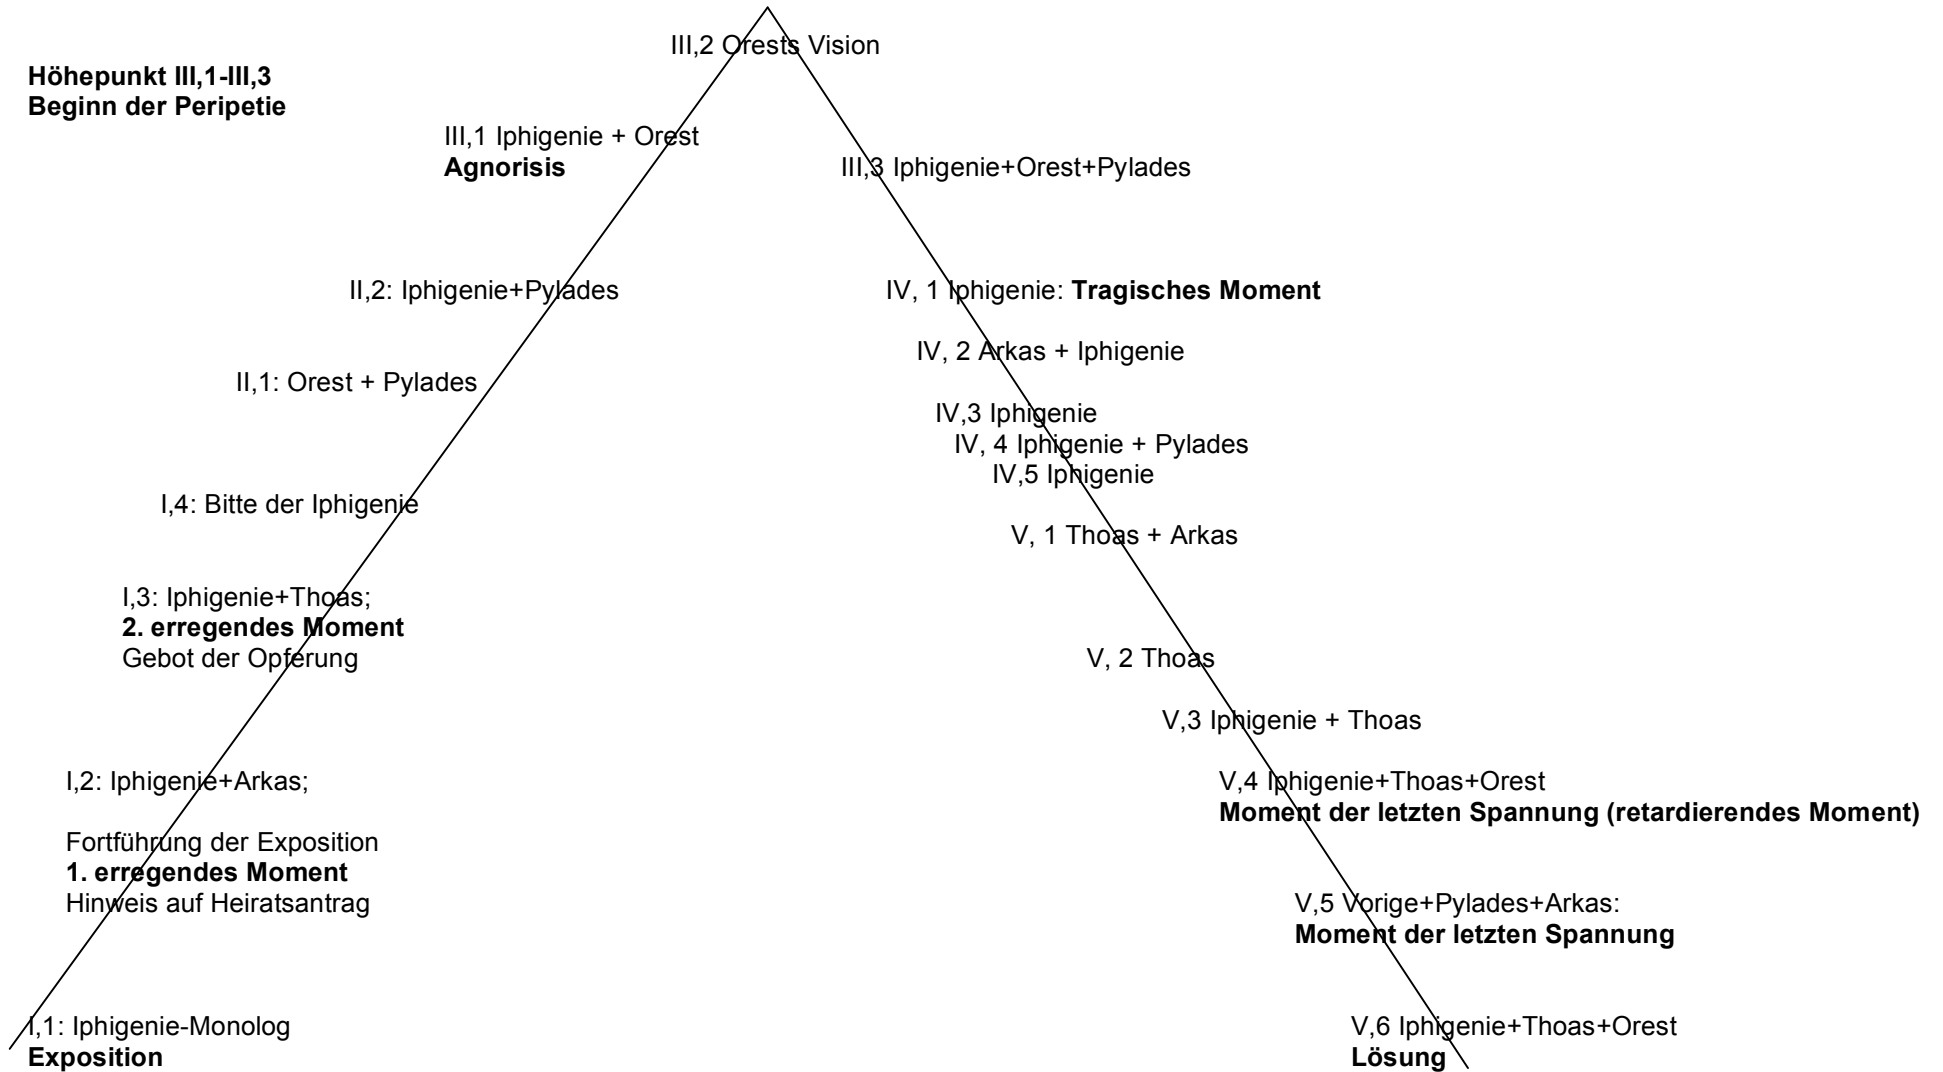 III,2 Orests Vision
Höhepunkt III,1-III,3
Beginn der Peripetie
III,1 Iphigenie + Orest
Agnorisis
III,3 Iphigenie+Orest+Pylades
II,2: Iphigenie+Pylades
IV, 1 Iphigenie: Tragisches Moment
IV, 2 Arkas + Iphigenie
II,1: Orest + Pylades
IV,3 Iphigenie
IV, 4 Iphigenie + Pylades
IV,5 Iphigenie
I,4: Bitte der Iphigenie
V, 1 Thoas + Arkas
I,3: Iphigenie+Thoas;
2. erregendes Moment
Gebot der Opferung
V, 2 Thoas
V,3 Iphigenie + Thoas
I,2: Iphigenie+Arkas;
V,4 Iphigenie+Thoas+Orest
Moment der letzten Spannung (retardierendes Moment)
Fortführung der Exposition
1. erregendes Moment
Hinweis auf Heiratsantrag
V,5 Vorige+Pylades+Arkas:
Moment der letzten Spannung
I,1: Iphigenie-Monolog
Exposition
V,6 Iphigenie+Thoas+Orest
Lösung